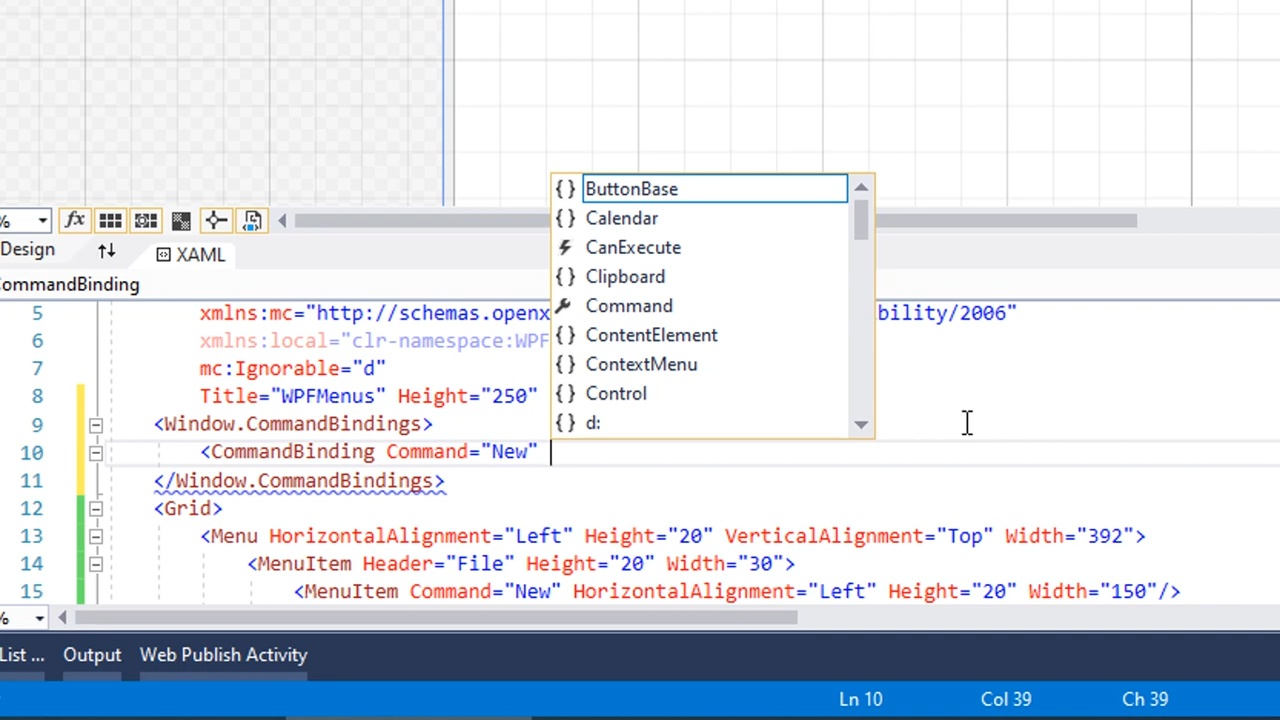 ButtonBase
Calendar
CanExecute
Clipboard
Command
ContentElement
ContextMenu
Control
d:
%
fx
Design
XAML
CommandBinding
5 xmlns:mc="http://schemas.openx bility/2006"
6 xmlns:local="clr-namespace:WPF
7 mc:Ignorable="d"
8 Title="WPFMenus" Height="250"
9 <Window.CommandBindings>
10 <CommandBinding Command="New"
11 </Window.CommandBindings>
12 <Grid>
13 <Menu HorizontalAlignment="Left" Height="20" VerticalAlignment="Top" Width="392">
14 <MenuItem Header="File" Height="20" Width="30">
15 <MenuItem Command="New" HorizontalAlignment="Left" Height="20" Width="150"/>
%
List ... Output Web Publish Activity
Ln 10 Col 39 Ch 39